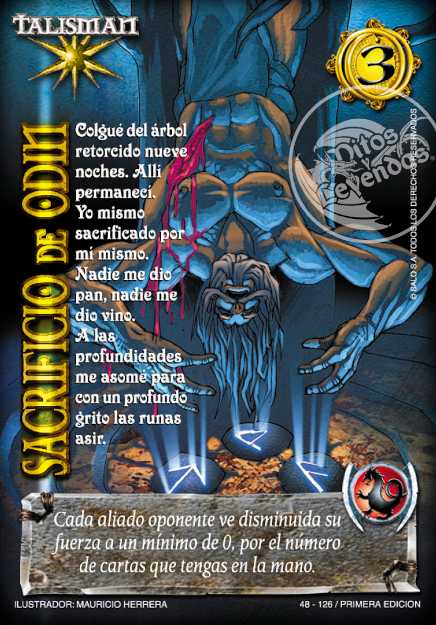 TALISMAN
3
Mitos y
Leyendas
SACRIFICIO DE ODIN
Colgué del árbol
retorcido nueve
noches. Allí
permanecí.
Yo mismo
sacrificado por
mi mismo.
Nadie me dio
pan, nadie me
dio vino.
A las
profundidades
me asomé para
con un profundo
grito las runas
asir.
© SALO S.A. TODOS LOS DERECHOS RESERVADOS
Cada aliado oponente ve disminuida su
fuerza a un mínimo de 0, por el número
de cartas que tengas en la mano.
ILUSTRADOR: MAURICIO HERRERA
48 - 126 / PRIMERA EDICION